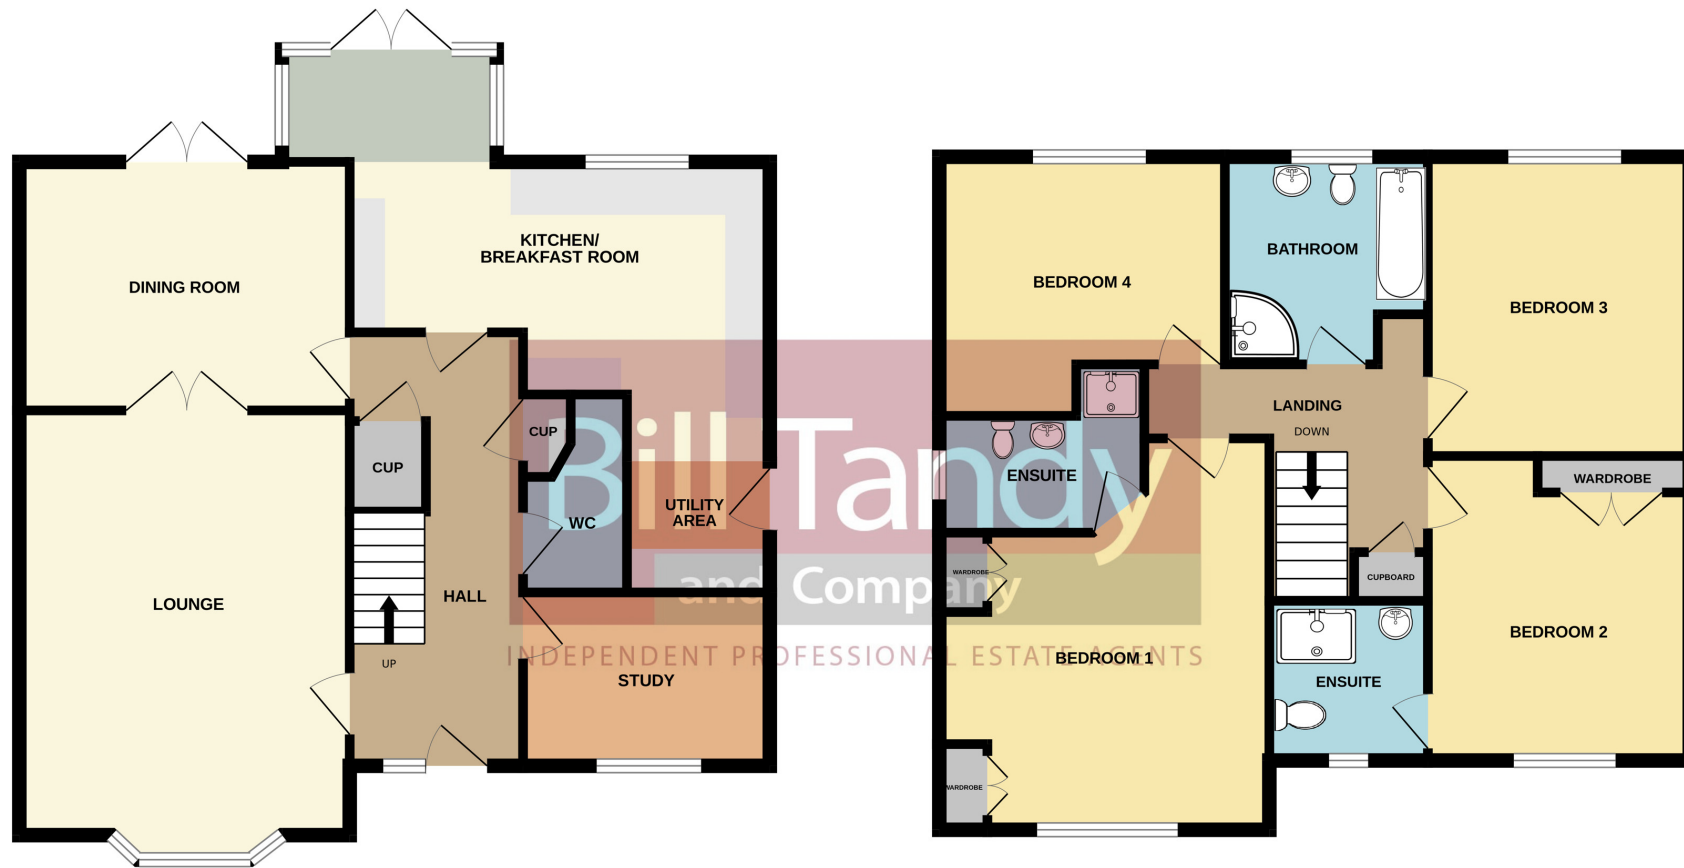 KITCHEN/
BREAKFAST ROOM
DINING ROOM
CUP
CUP
WC
UTILITY
AREA
LOUNGE
HALL
UP
STUDY
BEDROOM 4
BATHROOM
BEDROOM 3
LANDING
DOWN
ENSUITE
WARDROBE
WARDROBE
CUPBOARD
BEDROOM 2
BEDROOM 1
ENSUITE
WARDROBE
Bill Tandy
and Company
INDEPENDENT PROFESSIONAL ESTATE AGENTS